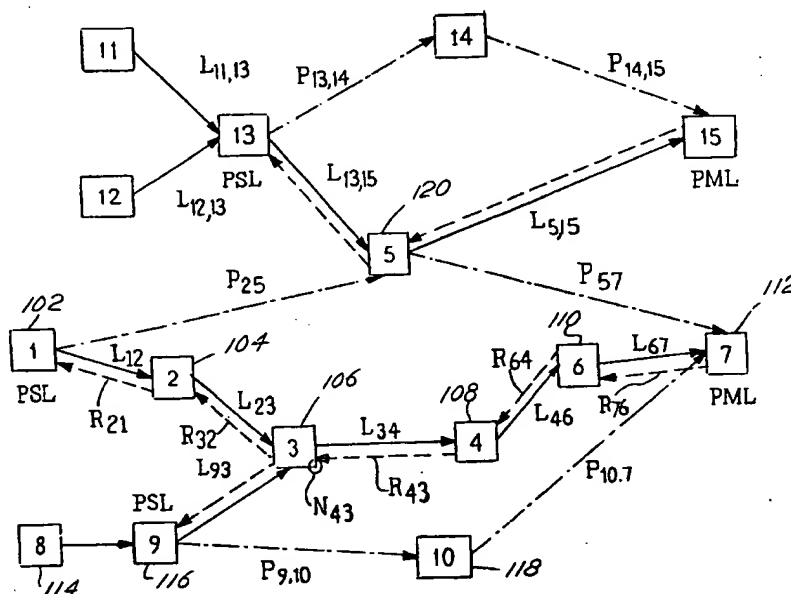 11
L11,13
P13,14
14
P14,15
13
PSL
15
PML
12
L12,13
L13,15
120
5
L5,15
P25
P57
102
1
PSL
L12
R21
104
2
L23
R32
106
3
L34
R43
N43
108
4
R64
L46
110
6
L67
R76
112
7
PML
L93
PSL
8
114
9
116
P9,10
10
118
P10.7